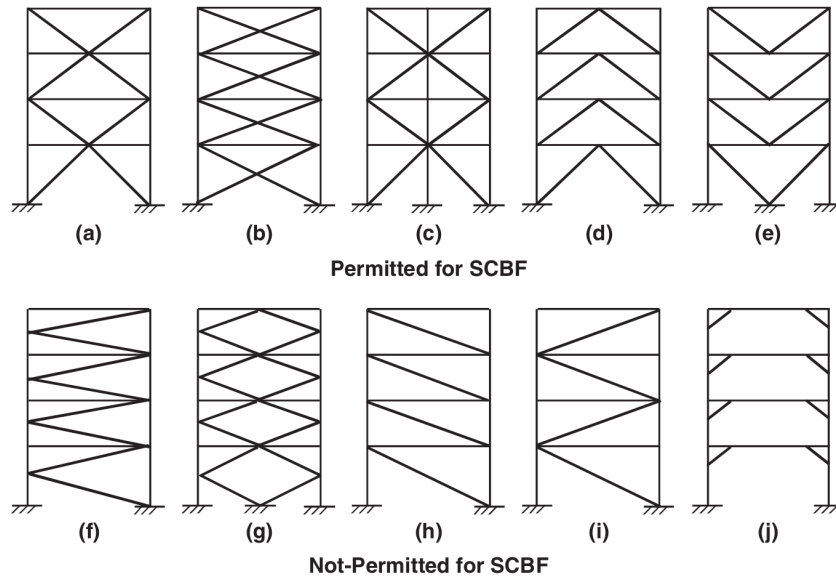 (a) (b) (c) (d) (e)
Permitted for SCBF
(f) (g) (h) (i) (j)
Not-Permitted for SCBF